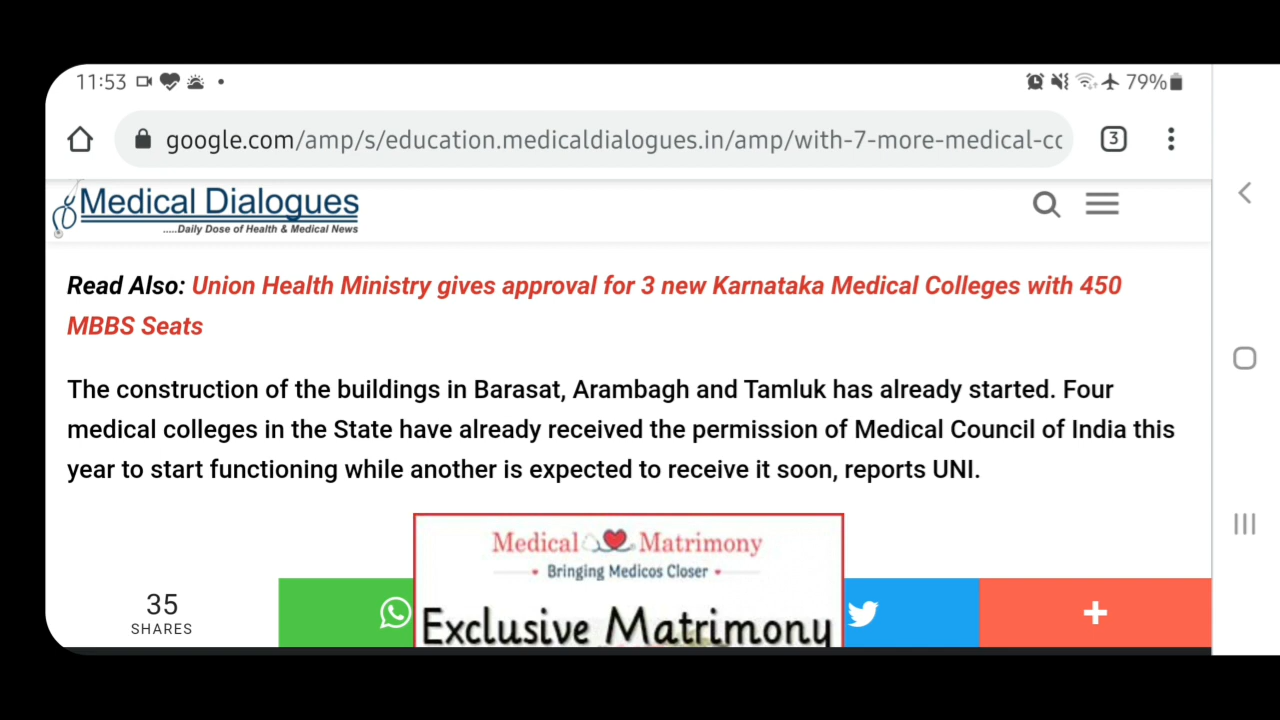 11:53
79%
google.com/amp/s/education.medicaldialogues.in/amp/with-7-more-medical-cc
3
Medical Dialogues
.....Daily Dose of Health & Medical News
Read Also: Union Health Ministry gives approval for 3 new Karnataka Medical Colleges with 450
MBBS Seats
The construction of the buildings in Barasat, Arambagh and Tamluk has already started. Four
medical colleges in the State have already received the permission of Medical Council of India this
year to start functioning while another is expected to receive it soon, reports UNI.
Medical Matrimony
Bringing Medicos Closer
Exclusive Matrimony
35
SHARES